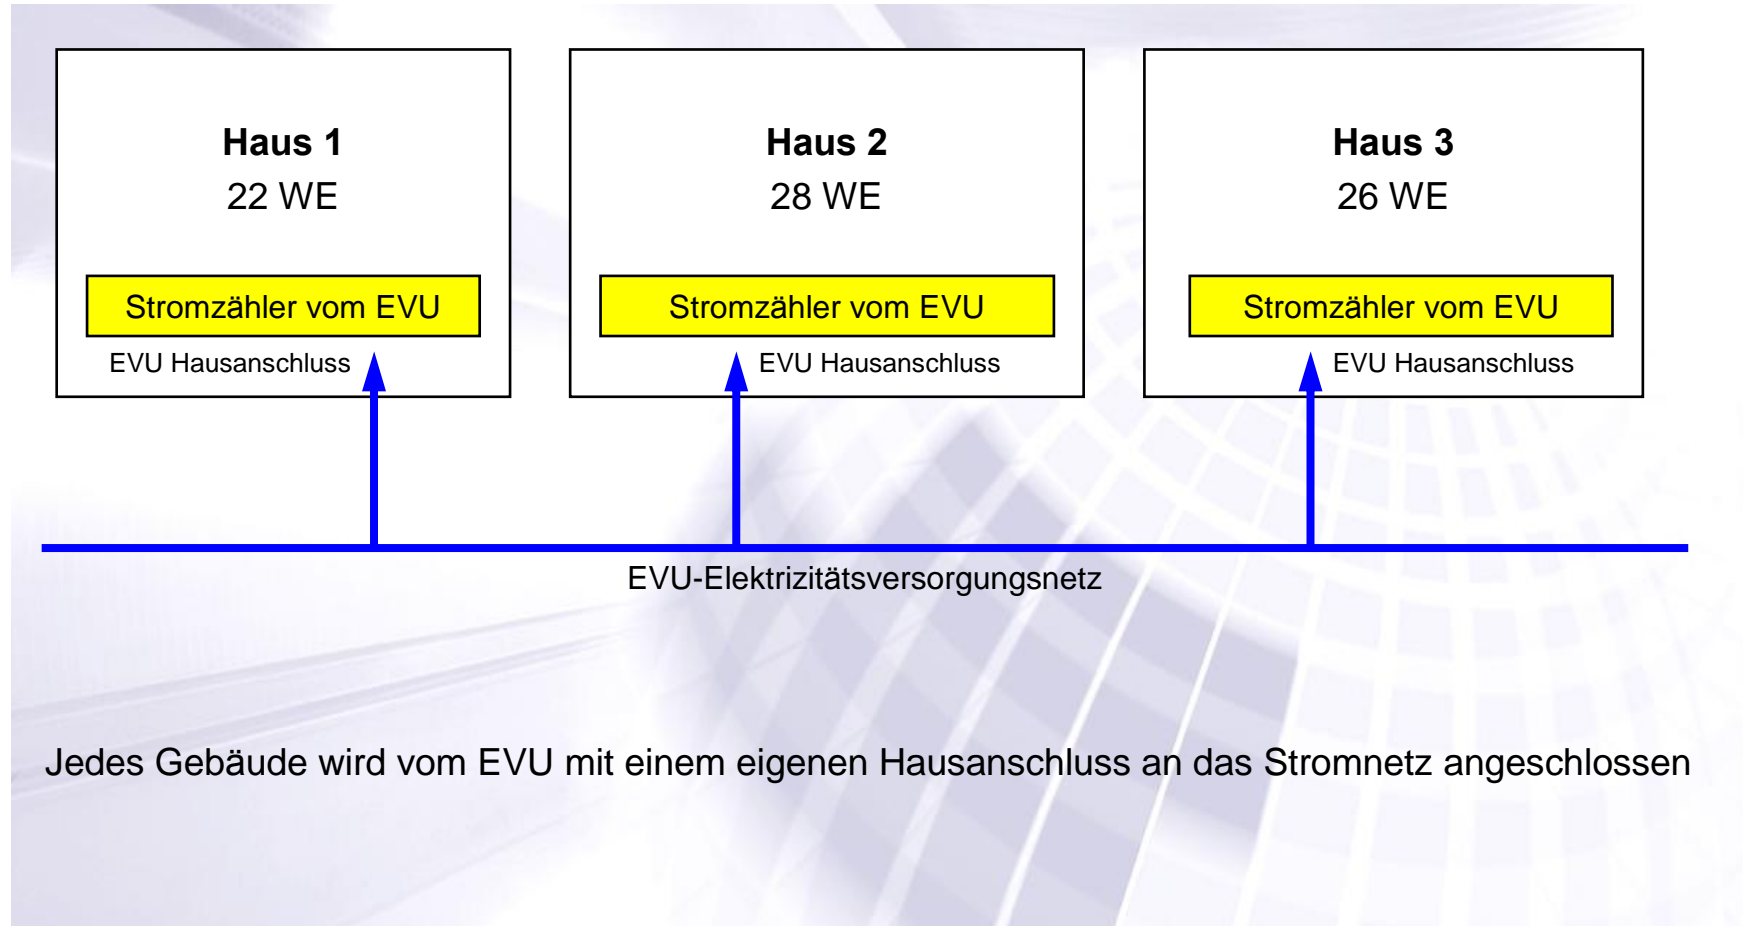 Haus 1
22 WE
Stromzähler vom EVU
EVU Hausanschluss
Haus 2
28 WE
Stromzähler vom EVU
EVU Hausanschluss
Haus 3
26 WE
Stromzähler vom EVU
EVU Hausanschluss
EVU-Elektrizitätsversorgungsnetz
Jedes Gebäude wird vom EVU mit einem eigenen Hausanschluss an das Stromnetz angeschlossen